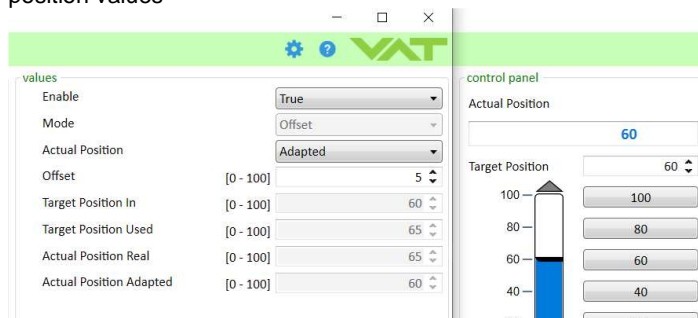 position values
VAT
values
Enable True
Mode Offset
Actual Position Adapted
Offset [0 - 100] 5
Target Position In [0 - 100] 60
Target Position Used [0 - 100] 65
Actual Position Real [0 - 100] 65
Actual Position Adapted [0 - 100] 60
control panel
Actual Position
60
Target Position 60
100 100
80 80
60 60
40 40